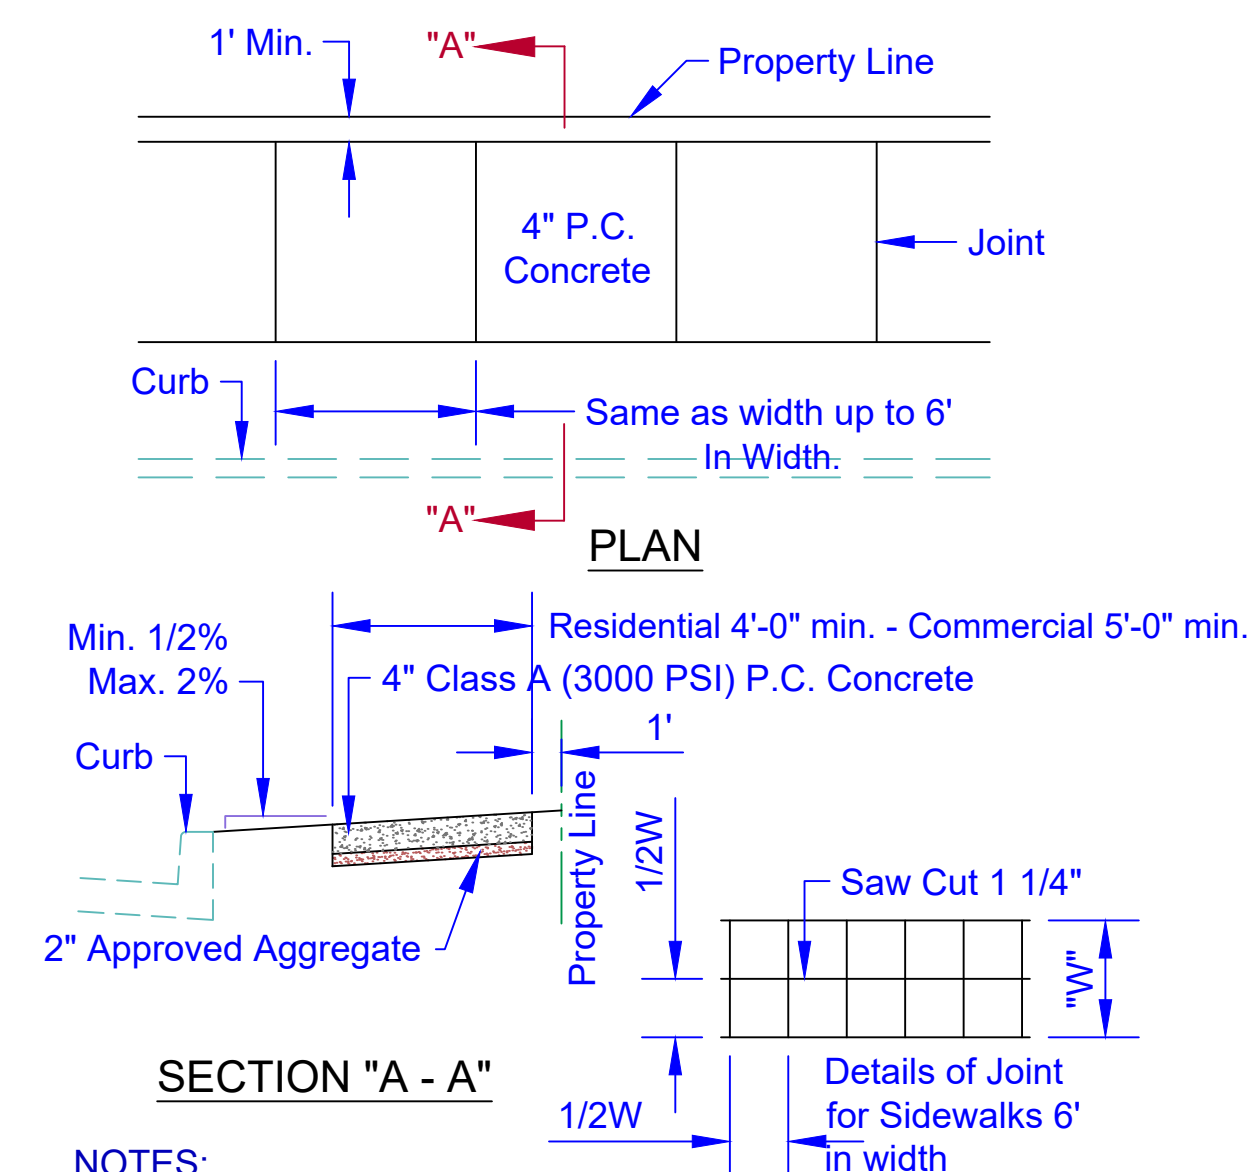 1' Min.
"A"
Property Line
4" P.C.
Concrete
Joint
Curb
Same as width up to 6'
In Width.
"A"
PLAN
Min. 1/2%
Max. 2%
Residential 4'-0" min. - Commercial 5'-0" min.
4" Class A (3000 PSI) P.C. Concrete
1'
Curb
Property Line
1/2W
Saw Cut 1 1/4"
2" Approved Aggregate
"W"
SECTION "A - A"
Details of Joint
for Sidewalks 6'
in width
1/2W
NOTES: